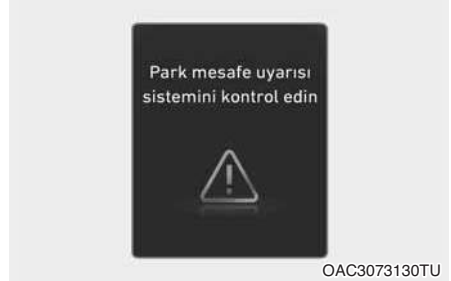 Park mesafe uyarısı
sistemini kontrol edin
OAC3073130TU